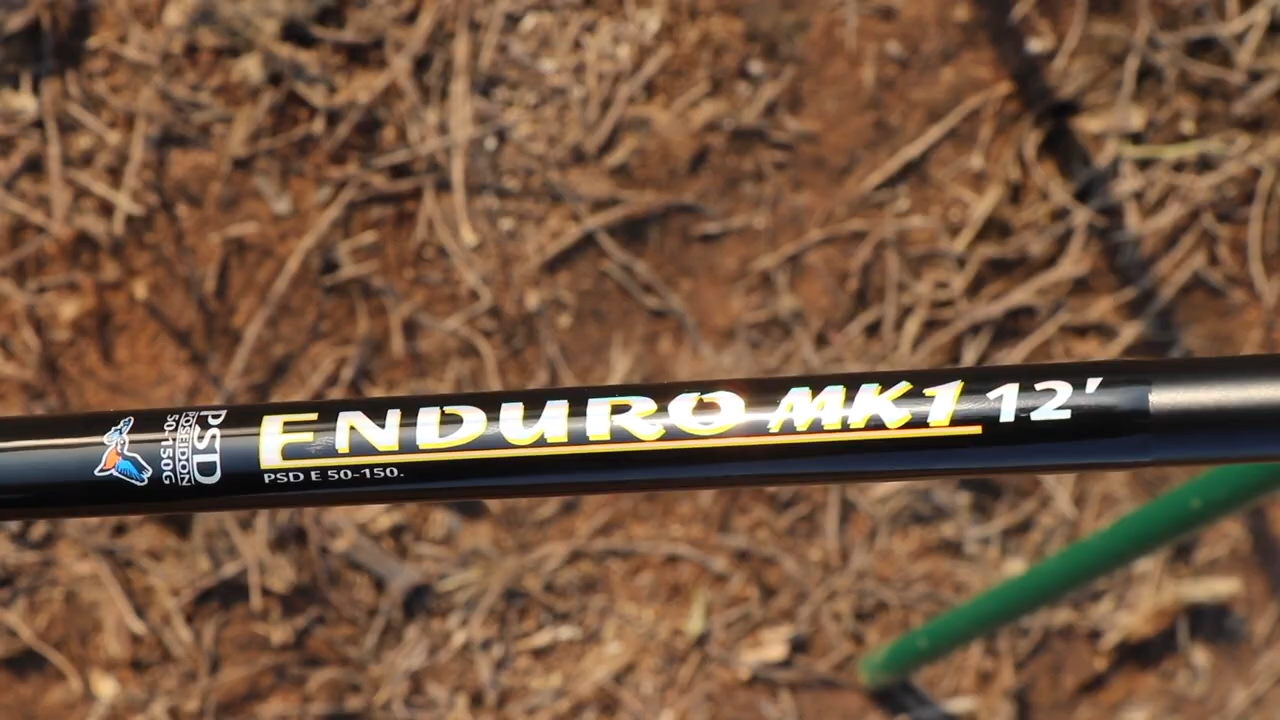 ENDURO MK1 12'
PSD E 50-150.
PSD
POSEIDON
50-150G